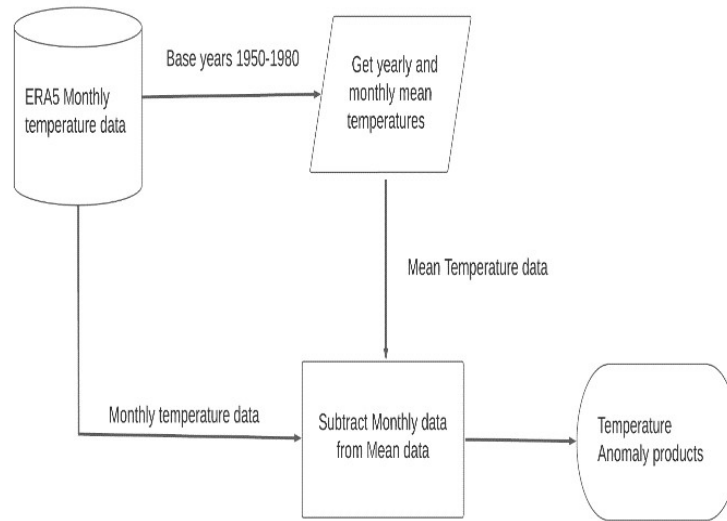 Base years 1950-1980
ERA5 Monthly
temperature data
Get yearly and
monthly mean
temperatures
Mean Temperature data
Monthly temperature data
Subtract Monthly data
from Mean data
Temperature
Anomaly products